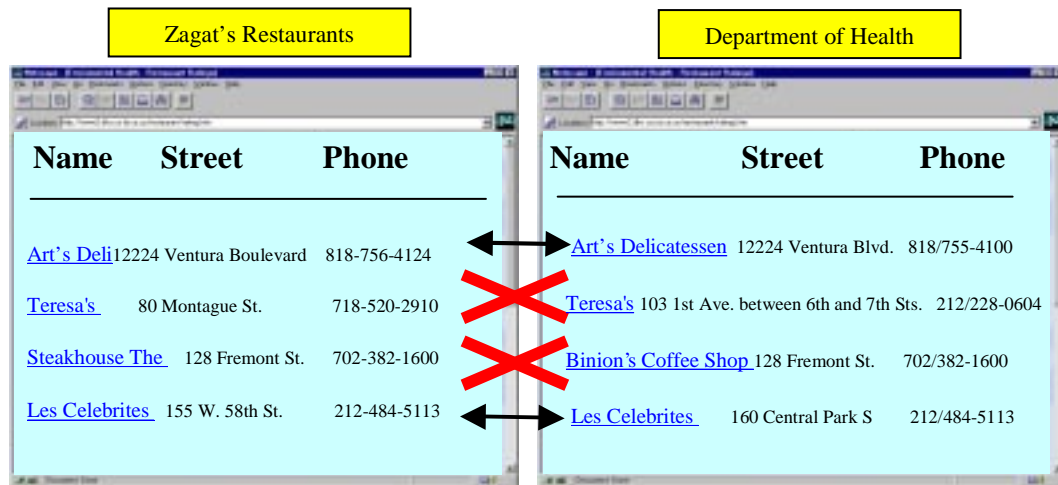 Zagat's Restaurants
Department of Health
Name Street Phone
Art's Deli 12224 Ventura Boulevard 818-756-4124
Teresa's 80 Montague St. 718-520-2910
Steakhouse The 128 Fremont St. 702-382-1600
Les Celebrites 155 W. 58th St. 212-484-5113
Name Street Phone
Art's Delicatessen 12224 Ventura Blvd. 818/755-4100
Teresa's 103 1st Ave. between 6th and 7th Sts. 212/228-0604
Binion's Coffee Shop 128 Fremont St. 702/382-1600
Les Celebrites 160 Central Park S 212/484-5113